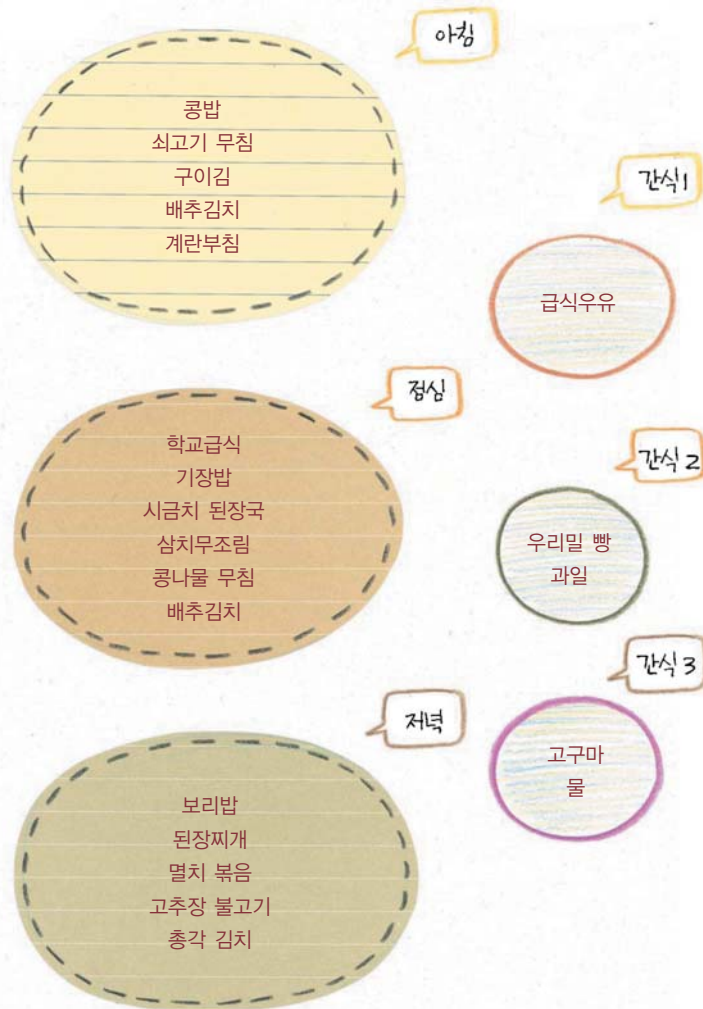 아침
콩밥
쇠고기 무침
구이김
배추김치
계란부침
간식1
급식우유
점심
학교급식
기장밥
시금치 된장국
삼치무조림
콩나물 무침
배추김치
간식 2
우리밀 빵
과일
간식 3
고구마
물
저녁
보리밥
된장찌개
멸치 볶음
고추장 불고기
총각 김치